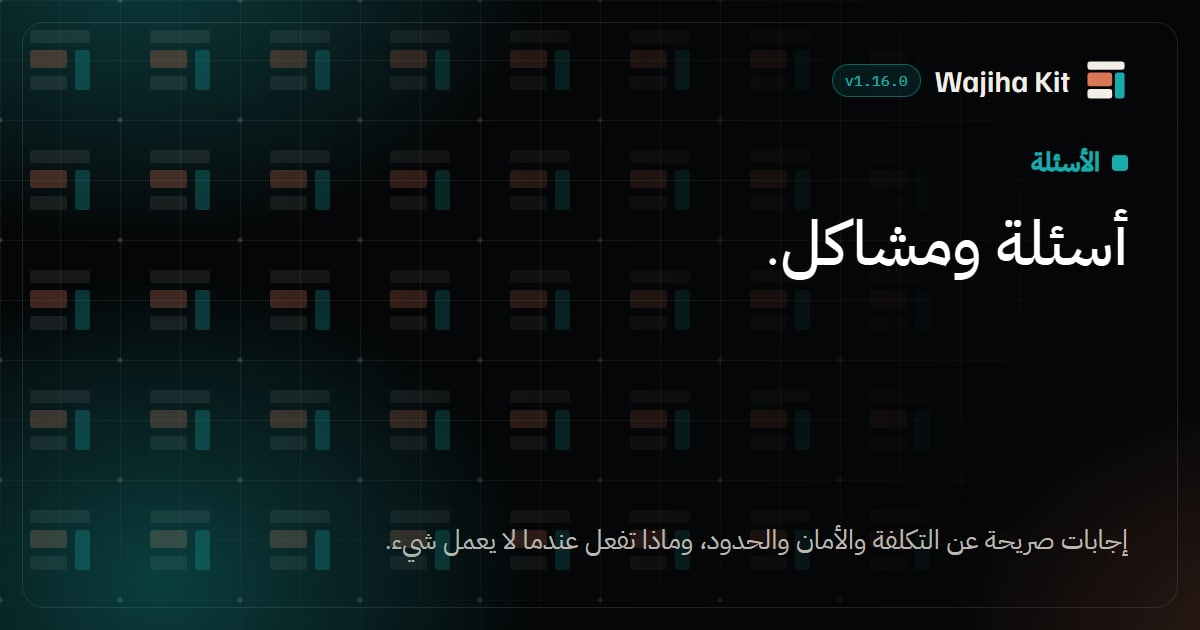 Wajiha Kit v1.16.0
الأسئلة
أسئلة ومشاكل.
إجابات صريحة عن التكلفة والأمان والحدود، وماذا تفعل عندما لا يعمل شيء.